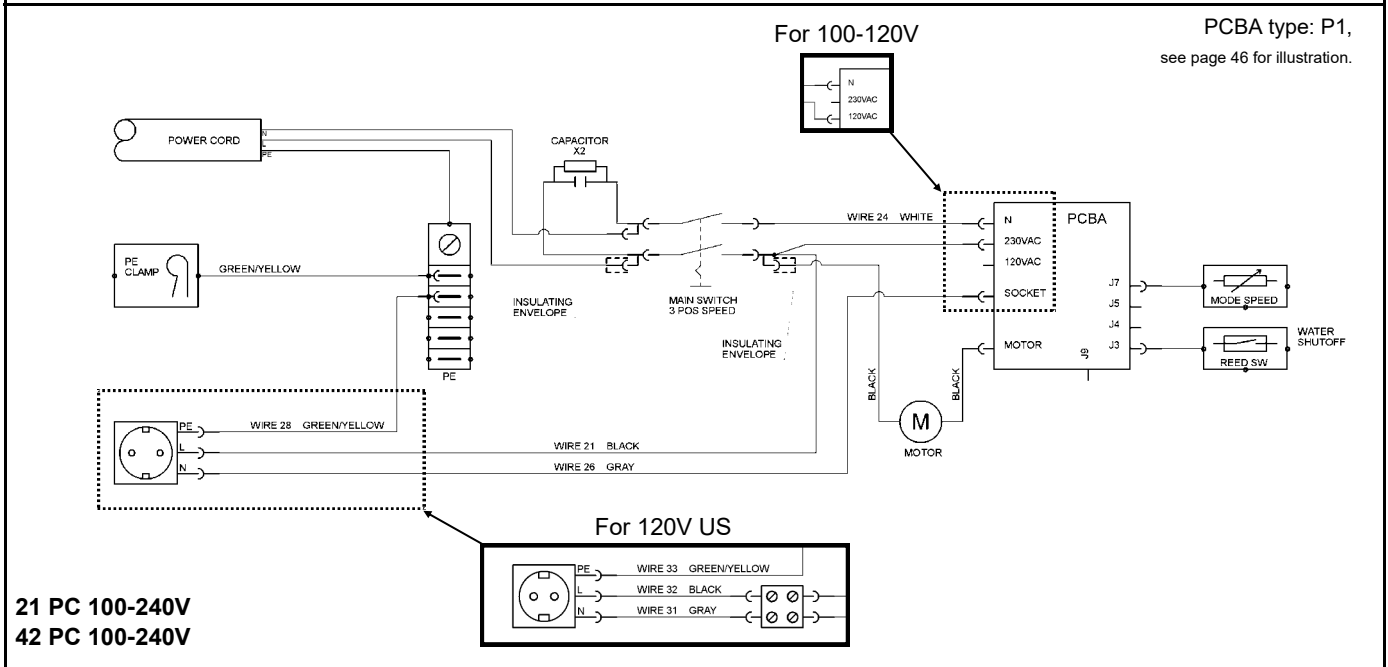 For 100-120V
PCBA type: P1,
see page 46 for illustration.
N
230VAC
120VAC
POWER CORD
N
L
PE
CAPACITOR
X2
WIRE 24 WHITE
N
PCBA
230VAC
120VAC
SOCKET
MOTOR
J7
J5
J4
J3
J9
MODE SPEED
WATER
SHUTOFF
REED SW
PE
CLAMP
GREEN/YELLOW
INSULATING
ENVELOPE
MAIN SWITCH
3 POS SPEED
INSULATING
ENVELOPE
PE
BLACK
BLACK
M
MOTOR
PE
WIRE 28 GREEN/YELLOW
L
WIRE 21 BLACK
N
WIRE 26 GRAY
For 120V US
PE
WIRE 33 GREEN/YELLOW
L
WIRE 32 BLACK
N
WIRE 31 GRAY
21 PC 100-240V
42 PC 100-240V